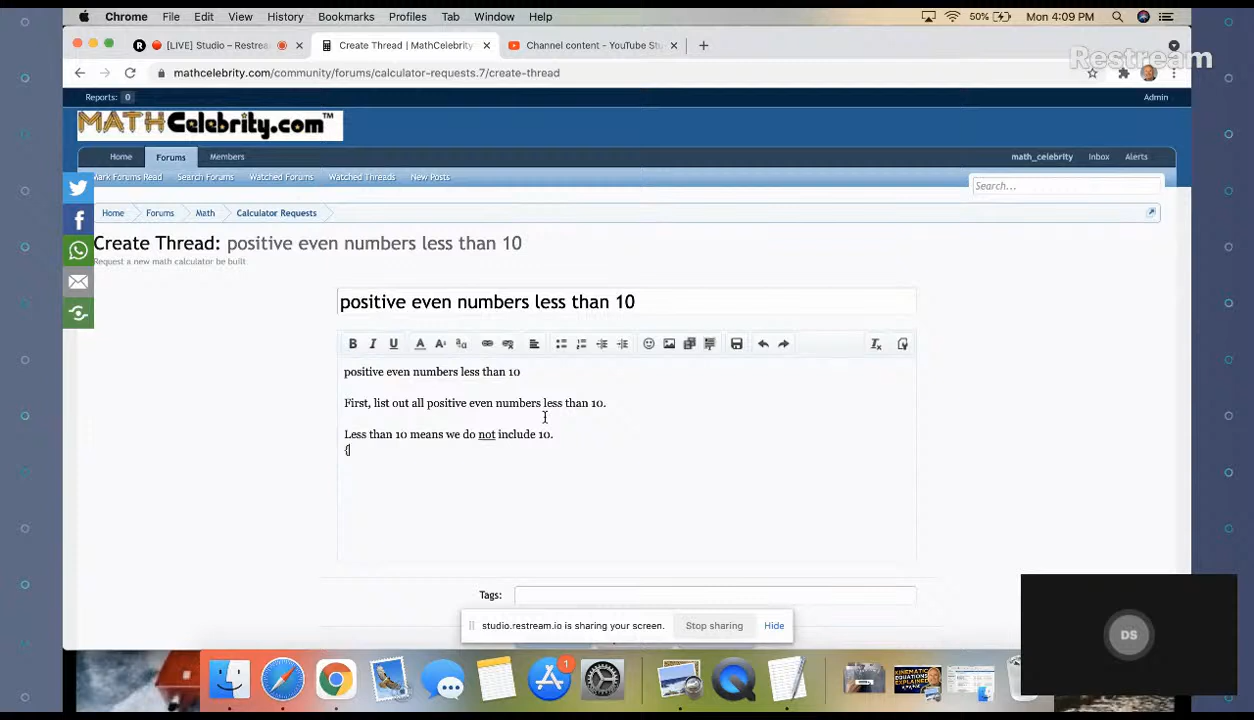 Chrome File Edit View History Bookmarks Profiles Tab Window Help 50% Mon 4:09 PM
R [LIVE] Studio – Restrea × Create Thread | MathCelebrity × Channel content - YouTube Stu × +
Restream
mathcelebrity.com/community/forums/calculator-requests.7/create-thread
Reports: 0 Admin
MATHCelebrity.com™
Home Forums Members math_celebrity Inbox Alerts
Mark Forums Read Search Forums Watched Forums Watched Threads New Posts
Search...
Home Forums Math Calculator Requests
Create Thread: positive even numbers less than 10
Request a new math calculator be built
positive even numbers less than 10
B I U
positive even numbers less than 10
First, list out all positive even numbers less than 10.
Less than 10 means we do not include 10.
{
Tags:
studio.restream.io is sharing your screen. Stop sharing Hide
DS
1
KINEMATIC
EQUATIONS
EXPLAINED